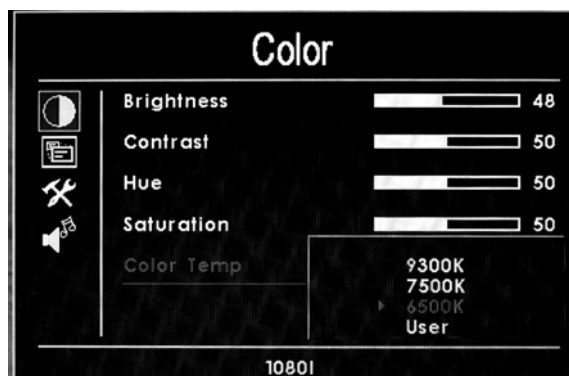 Color
Brightness 48
Contrast 50
Hue 50
Saturation 50
Color Temp
9300K
7500K
6500K
User
1080I